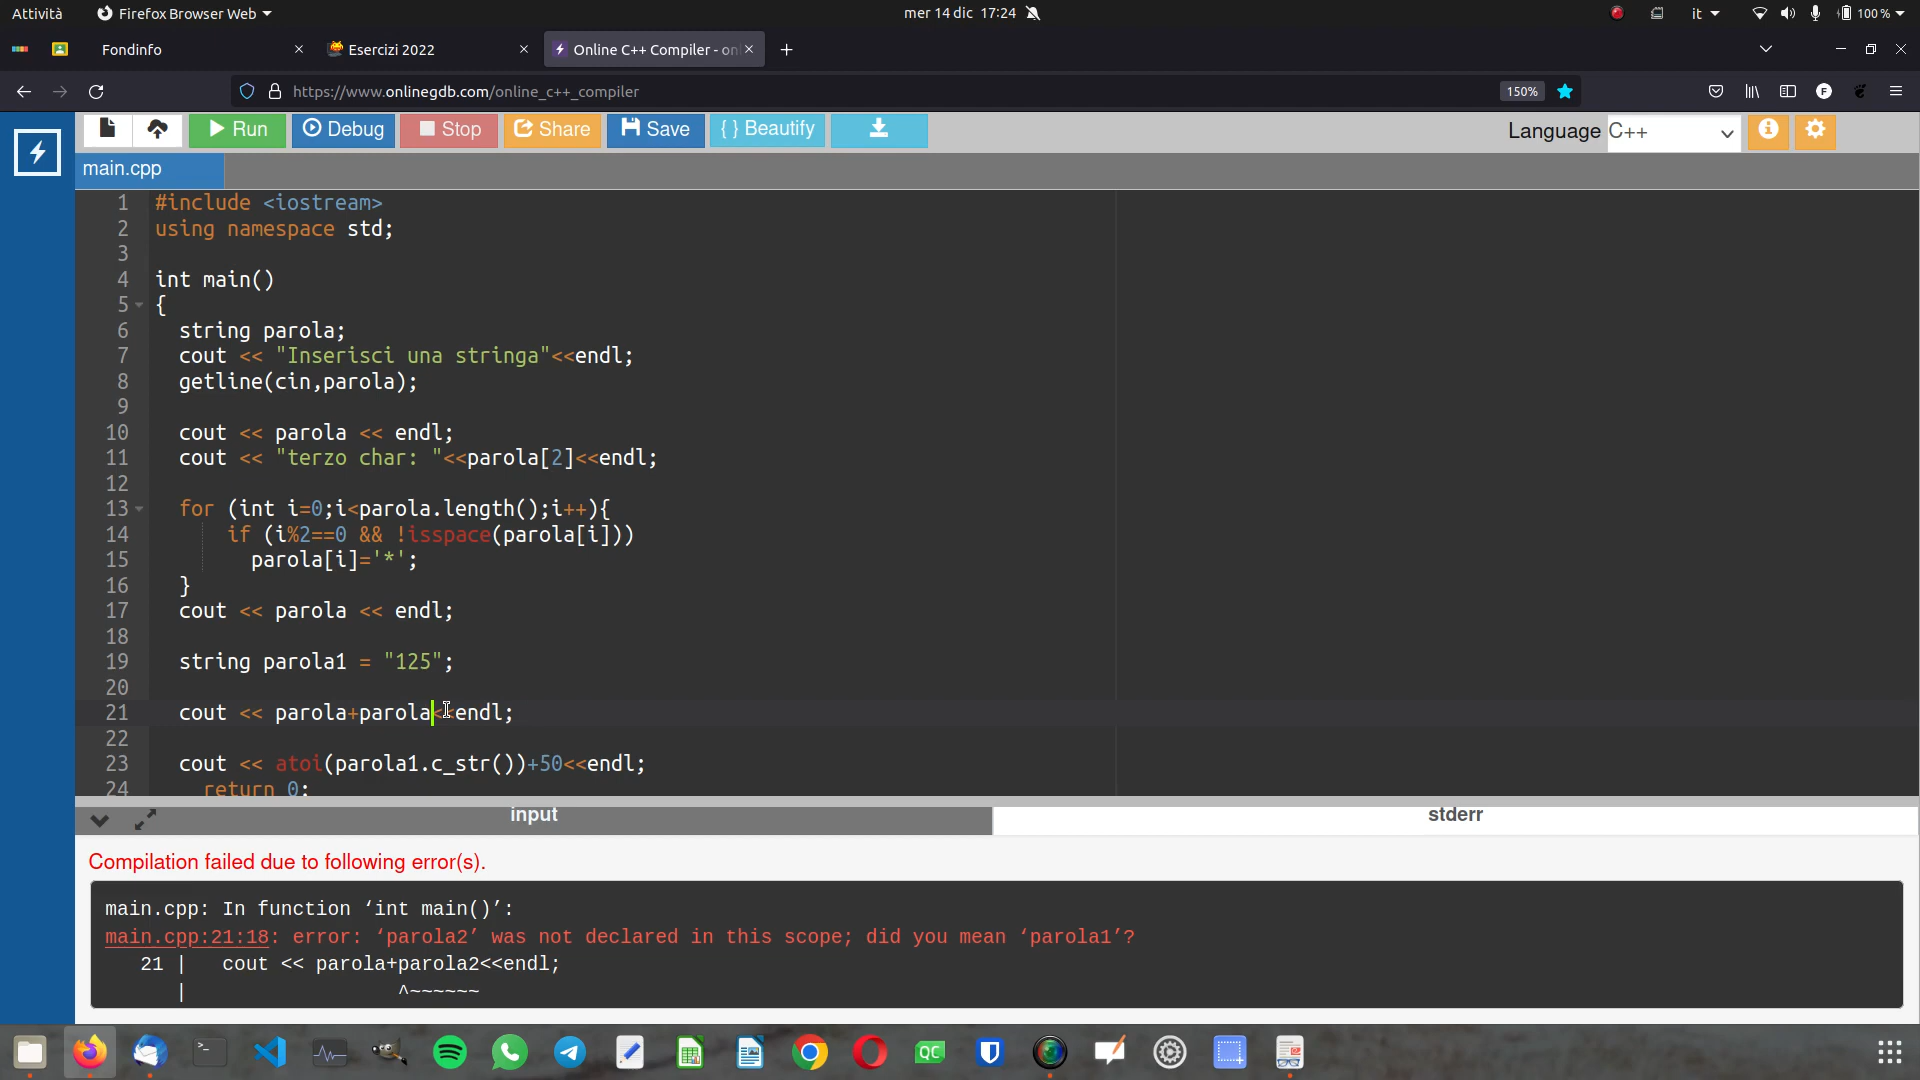 Attività
Firefox Browser Web
mer 14 dic 17:24
it
100 %
Fondinfo
Esercizi 2022
Online C++ Compiler - onl
https://www.onlinegdb.com/online_c++_compiler
150%
Run
Debug
Stop
Share
Save
{ } Beautify
Language C++
main.cpp
1 #include <iostream>
2 using namespace std;
3
4 int main()
5 {
6 string parola;
7 cout << "Inserisci una stringa"<<endl;
8 getline(cin,parola);
9
10 cout << parola << endl;
11 cout << "terzo char: "<<parola[2]<<endl;
12
13 for (int i=0;i<parola.length();i++){
14 if (i%2==0 && !isspace(parola[i]))
15 parola[i]='*';
16 }
17 cout << parola << endl;
18
19 string parola1 = "125";
20
21 cout << parola+parola<<endl;
22
23 cout << atoi(parola1.c_str())+50<<endl;
24 return 0;
input
stderr
Compilation failed due to following error(s).
main.cpp: In function ‘int main()’:
main.cpp:21:18: error: ‘parola2’ was not declared in this scope; did you mean ‘parola1’?
21 | cout << parola+parola2<<endl;
| ^~~~~~~